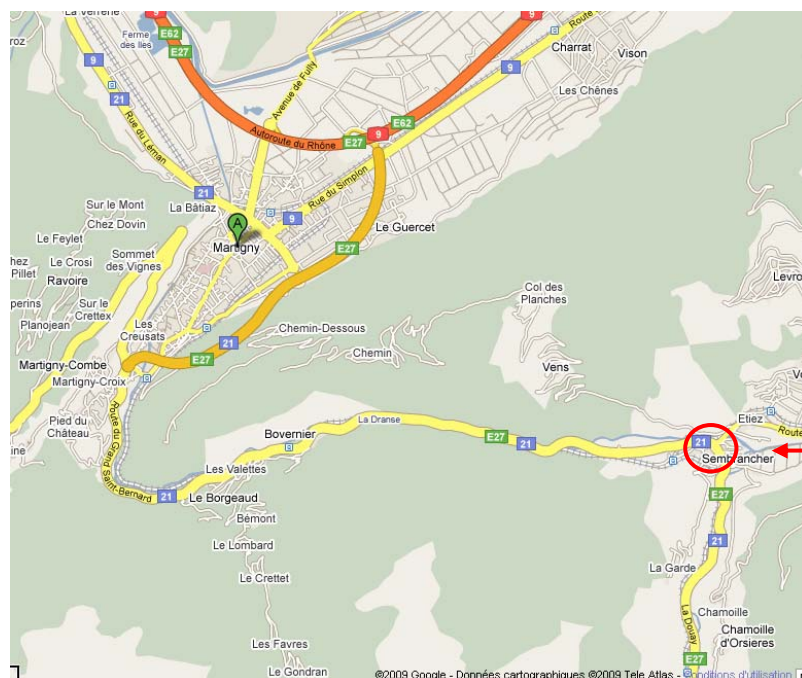 La Verrerie
Ferme
des Iles
9
E62
E27
9
Route
Charrat
Vison
Les Chênes
9
Avenue de Fully
9
21
Rue du Léman
E62
9
E27
Autoroute du Rhône
Rue du Simplon
21
La Bâtiaz
Sur le Mont
Chez Dovin
A
9
Martigny
Le Guercet
E27
Le Feylet
Le Crosi
Ravoire
Sommet
des Vignes
Sur le
Crettex
Planojean
Col des
Planches
Les
Creusats
Chemin-Dessous
21
E27
Chemin
Martigny-Combe
Martigny-Croix
Vens
Pied du
Château
Route du Grand Saint-Bernard
La Dranse
Bovernier
E27
21
Etiez
Route
21
Sembrancher
Les Valettes
21
Le Borgeaud
Bémont
E27
Le Lombard
21
Le Crettet
La Garde
La Douay
Chamoille
Chamoille
d'Orsieres
Les Favres
Le Gondran
E27
©2009 Google - Données cartographiques ©2009 Tele Atlas - Conditions d'utilisation